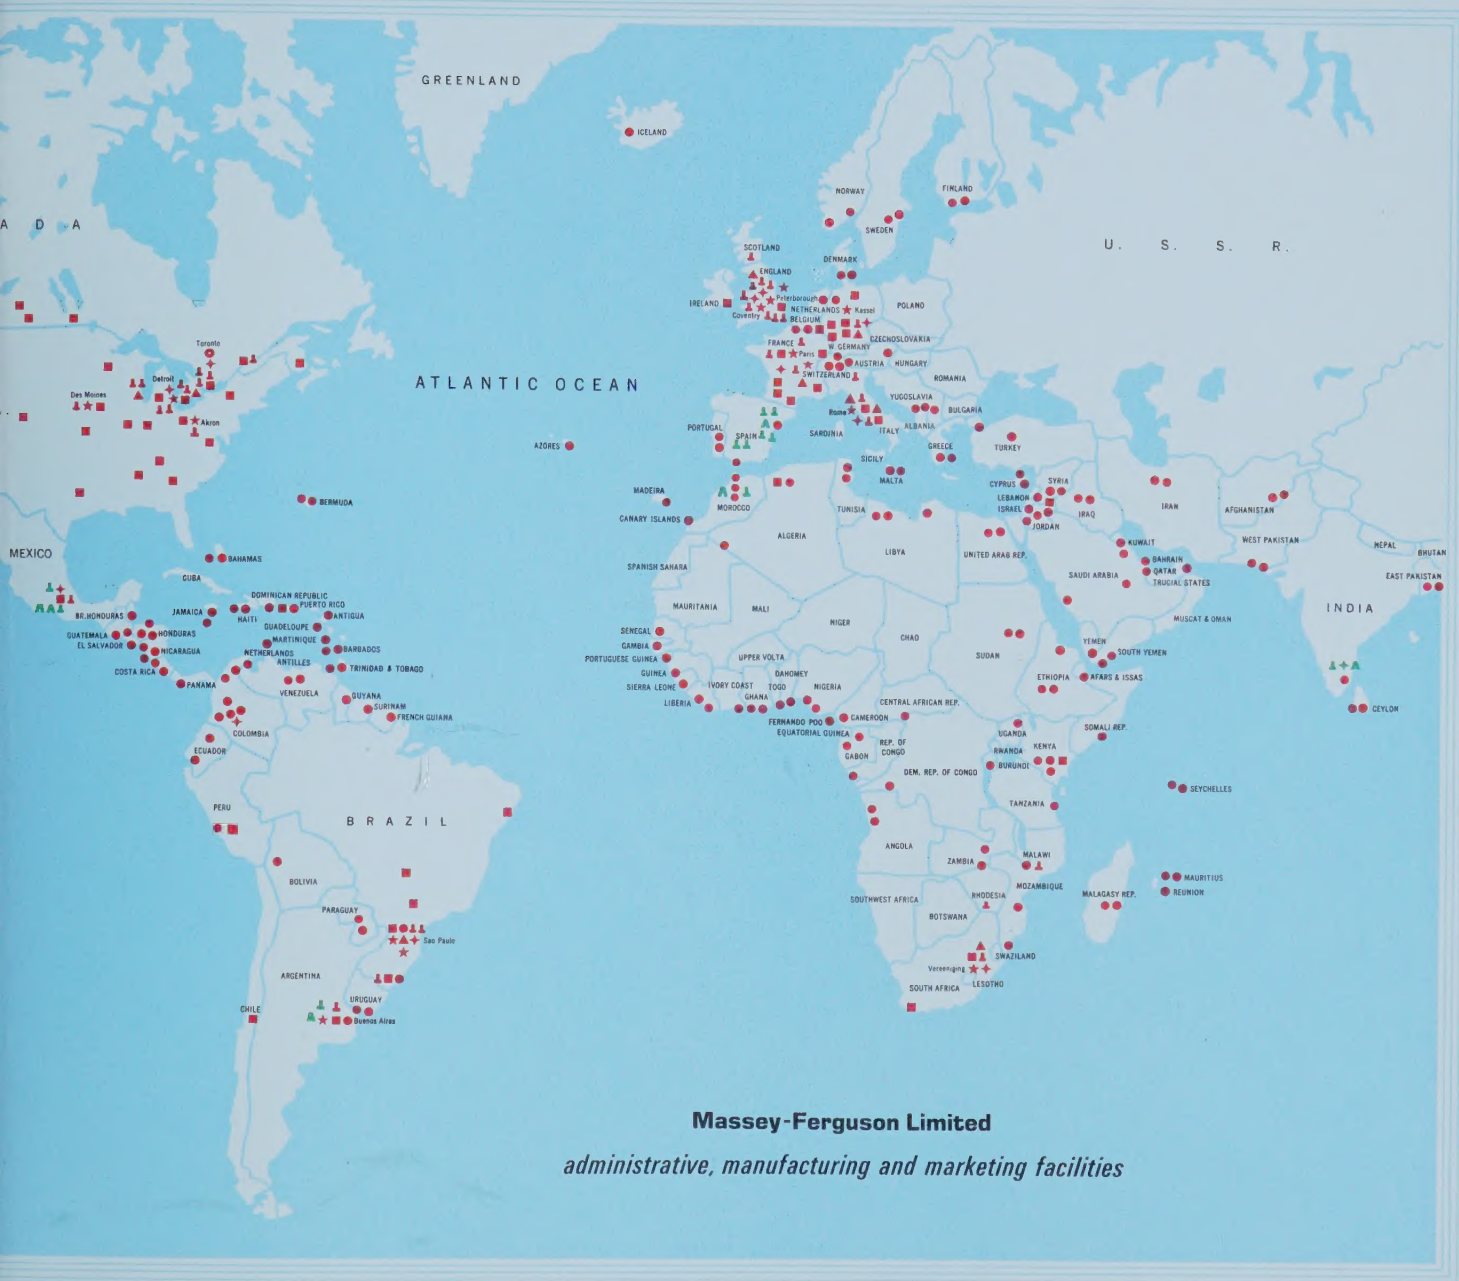 GREENLAND
ICELAND
NORWAY
FINLAND
SWEDEN
A D A
U. S. S. R.
SCOTLAND
DENMARK
ENGLAND
IRELAND
Peterborough
NETHERLANDS
Kassel
POLAND
Coventry
BELGIUM
Toronto
FRANCE
W. GERMANY
CZECHOSLOVAKIA
Paris
AUSTRIA
HUNGARY
SWITZERLAND
ROMANIA
Detroit
ATLANTIC OCEAN
Des Moines
YUGOSLAVIA
Rome
BULGARIA
Akron
PORTUGAL
SPAIN
SARDINIA
ITALY
ALBANIA
AZORES
GREECE
TURKEY
SICILY
MALTA
CYPRUS
SYRIA
MADEIRA
LEBANON
BERMUDA
MOROCCO
TUNISIA
ISRAEL
IRAQ
IRAN
AFGHANISTAN
CANARY ISLANDS
JORDAN
ALGERIA
KUWAIT
WEST PAKISTAN
NEPAL
MEXICO
LIBYA
UNITED ARAB REP.
BHUTAN
BAHAMAS
BAHRAIN
SPANISH SAHARA
QATAR
SAUDI ARABIA
TRUCIAL STATES
EAST PAKISTAN
CUBA
DOMINICAN REPUBLIC
PUERTO RICO
MAURITANIA
MALI
INDIA
JAMAICA
HAITI
BR. HONDURAS
ANTIGUA
NIGER
MUSCAT & OMAN
GUADELOUPE
GUATEMALA
HONDURAS
SENEGAL
CHAD
MARTINIQUE
EL SALVADOR
GAMBIA
YEMEN
NICARAGUA
NETHERLANDS
ANTILLES
BARBADOS
PORTUGUESE GUINEA
UPPER VOLTA
SUDAN
SOUTH YEMEN
COSTA RICA
TRINIDAD & TOBAGO
GUINEA
DAHOMEY
ETHIOPIA
AFARS & ISSAS
PANAMA
VENEZUELA
SIERRA LEONE
IVORY COAST
TOGO
NIGERIA
GUYANA
GHANA
LIBERIA
CENTRAL AFRICAN REP.
SURINAM
CEYLON
FRENCH GUIANA
FERNANDO POO
CAMEROON
COLOMBIA
EQUATORIAL GUINEA
UGANDA
SOMALI REP.
ECUADOR
GABON
REP. OF
CONGO
RWANDA
KENYA
BURUNDI
DEM. REP. OF CONGO
SEYCHELLES
PERU
TANZANIA
BRAZIL
ANGOLA
ZAMBIA
MALAWI
BOLIVIA
MOZAMBIQUE
MAURITIUS
SOUTHWEST AFRICA
RHODESIA
MALAGASY REP.
REUNION
PARAGUAY
BOTSWANA
Sao Paulo
SWAZILAND
ARGENTINA
Vereeniging
LESOTHO
SOUTH AFRICA
URUGUAY
CHILE
Buenos Aires
Massey-Ferguson Limited
administrative, manufacturing and marketing facilities